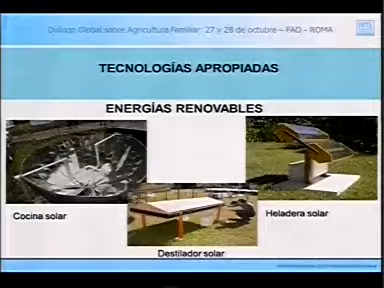 Diálogo Global sobre Agricultura Familiar: 27 y 28 de octubre – FAO - ROMA
TECNOLOGÍAS APROPIADAS
ENERGÍAS RENOVABLES
Cocina solar
Heladera solar
Destilador solar